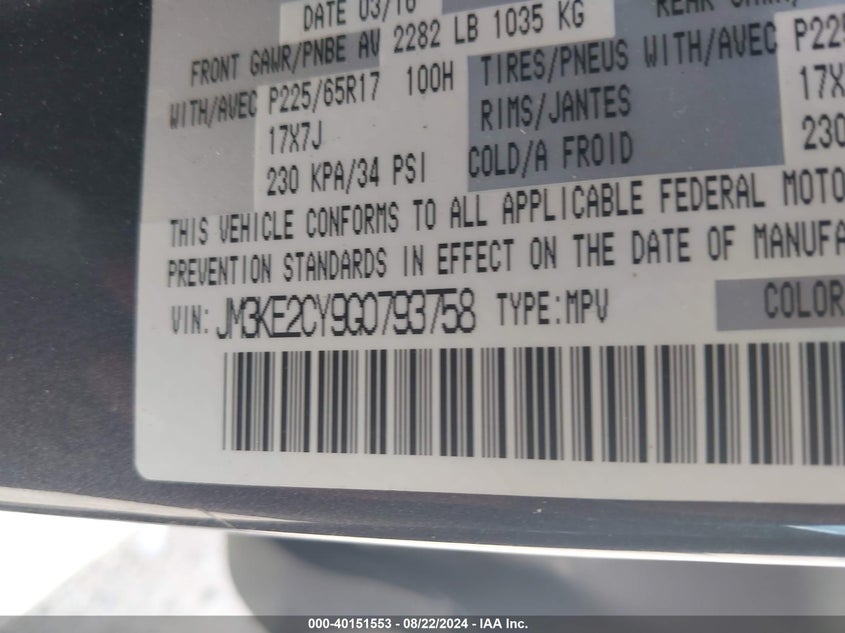 DATE 03/16
FRONT GAWR/PNBE AV 2282 LB 1035 KG
WITH/AVEC P225/65R17 100H TIRES/PNEUS WITH/AVEC P225
17X7J RIMS/JANTES 17X
230 KPA/34 PSI COLD/A FROID 230
THIS VEHICLE CONFORMS TO ALL APPLICABLE FEDERAL MOTO
PREVENTION STANDARDS IN EFFECT ON THE DATE OF MANUFA
VIN: JM3KE2CY9G0793758 TYPE:MPV COLOR
000-40151553 - 08/22/2024 - IAA Inc.